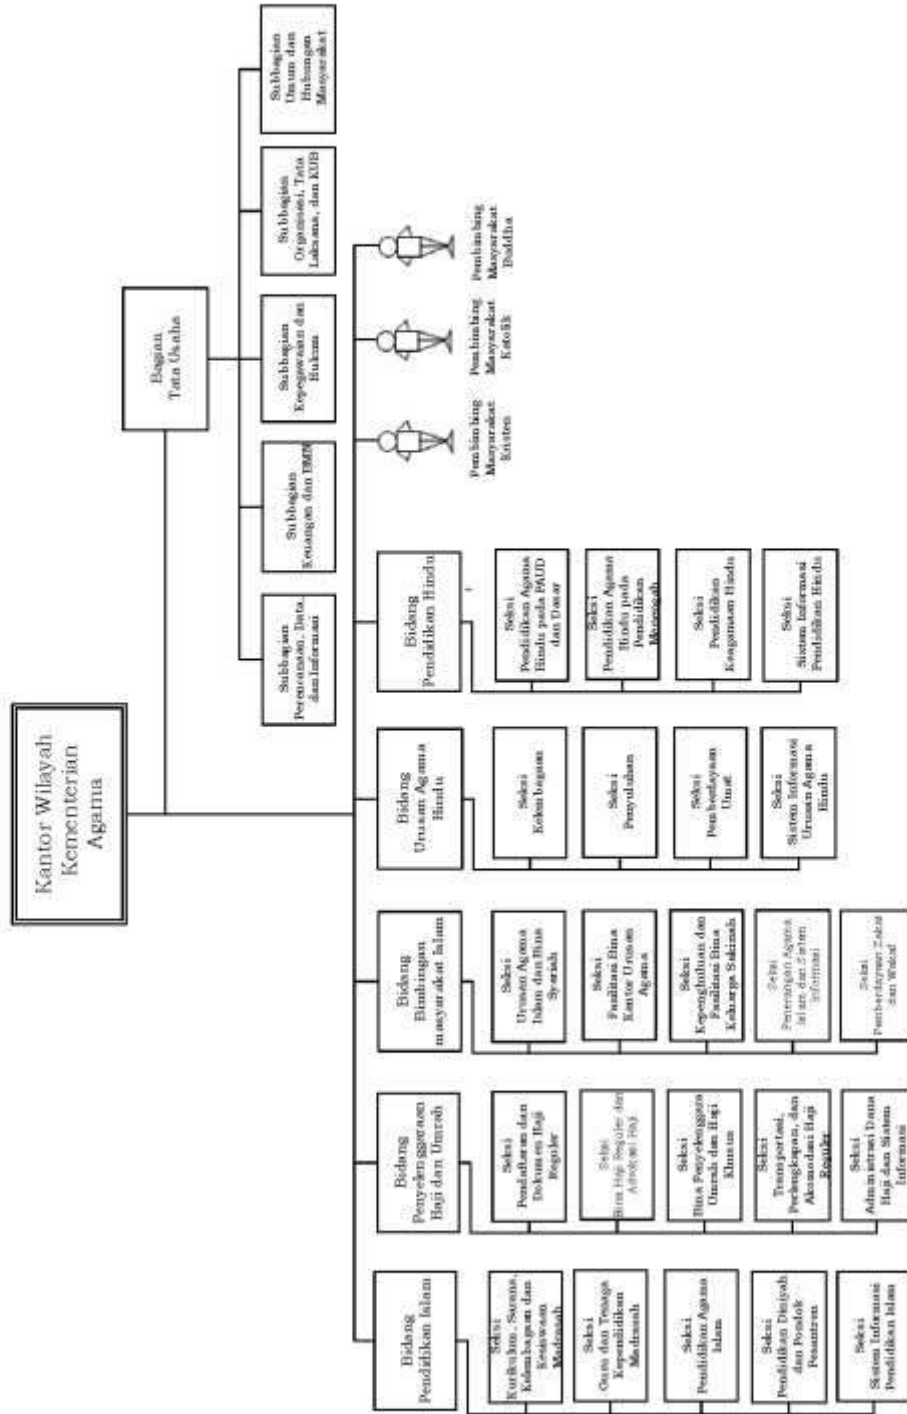 Kantor Wilayah
Kementerian
Agama
Bagian
Tata Usaha
Subbagian
Perencanaan, Data,
dan Informasi
Subbagian
Keuangan dan BMN
Subbagian
Kepegawaian dan
Hukum
Subbagian
Organisasi, Tata
Laksana, dan KUB
Subbagian
Umum dan
Hubungan
Masyarakat
Bidang
Pendidikan Islam
Seksi
Kurikulum, Sarana,
Kelembagaan dan
Kesiswaan
Madrasah
Seksi
Guru dan Tenaga
Kependidikan
Madrasah
Seksi
Pendidikan Agama
Islam
Seksi
Pendidikan Diniyah
dan Pondok
Pesantren
Seksi
Sistem Informasi
Pendidikan Islam
Bidang
Penyelenggaraan
Haji dan Umrah
Seksi
Pendaftaran dan
Dokumen Haji
Reguler
Seksi
Bina Haji Reguler dan
Advokasi Haji
Seksi
Bina Penyelenggara
Umrah dan Haji
Khusus
Seksi
Transportasi,
Perlengkapan, dan
Akomodasi Haji
Reguler
Seksi
Administrasi Dana
Haji dan Sistem
Informasi
Bidang
Bimbingan
masyarakat Islam
Seksi
Urusan Agama
Islam dan Bina
Syariah
Seksi
Fasilitasi Bina
Kantor Urusan
Agama
Seksi
Kepenghuluan dan
Fasilitasi Bina
Keluarga Sakinah
Seksi
Penerangan Agama
Islam dan Sistem
Informasi
Seksi
Pemberdayaan Zakat
dan Wakaf
Bidang
Urusan Agama
Hindu
Seksi
Kelembagaan
Seksi
Penyuluhan
Seksi
Pemberdayaan
Umat
Seksi
Sistem Informasi
Urusan Agama
Hindu
Bidang
Pendidikan Hindu
Seksi
Pendidikan Agama
Hindu pada PAUD
dan Dasar
Seksi
Pendidikan Agama
Hindu pada
Pendidikan
Menengah
Seksi
Pendidikan
Keagamaan Hindu
Seksi
Sistem Informasi
Pendidikan Hindu
Pembimbing
Masyarakat
Kristen
Pembimbing
Masyarakat
Katolik
Pembimbing
Masyarakat
Buddha